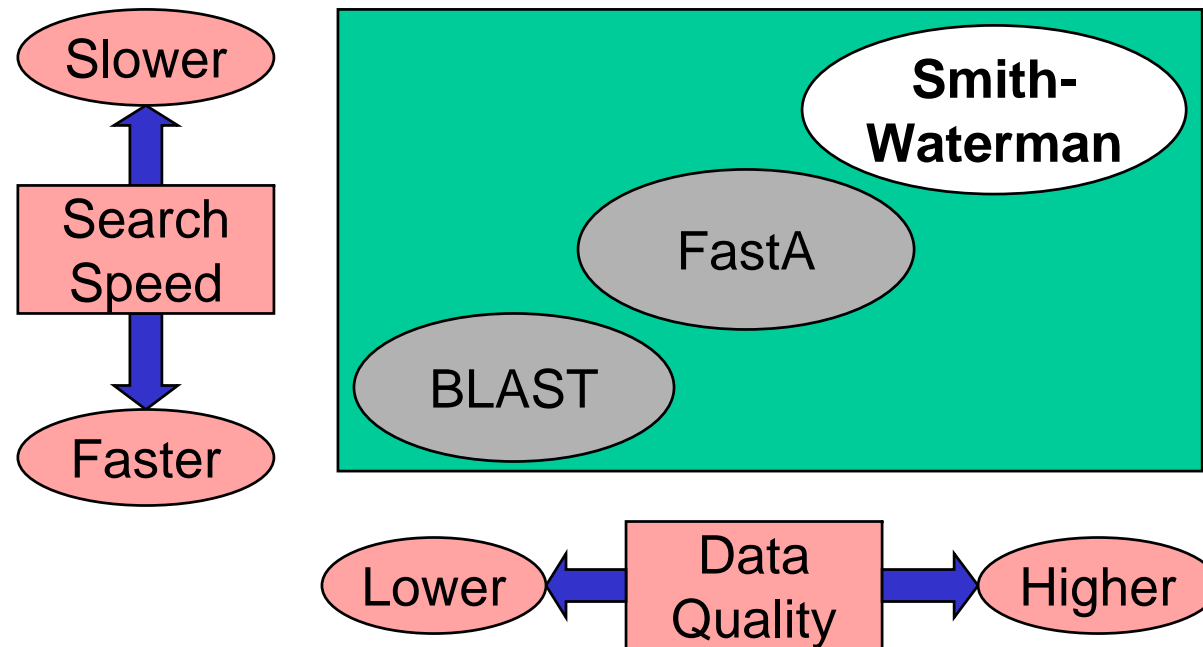 Slower
Smith-
Waterman
Search
Speed
FastA
BLAST
Faster
Data
Quality
Lower
Higher